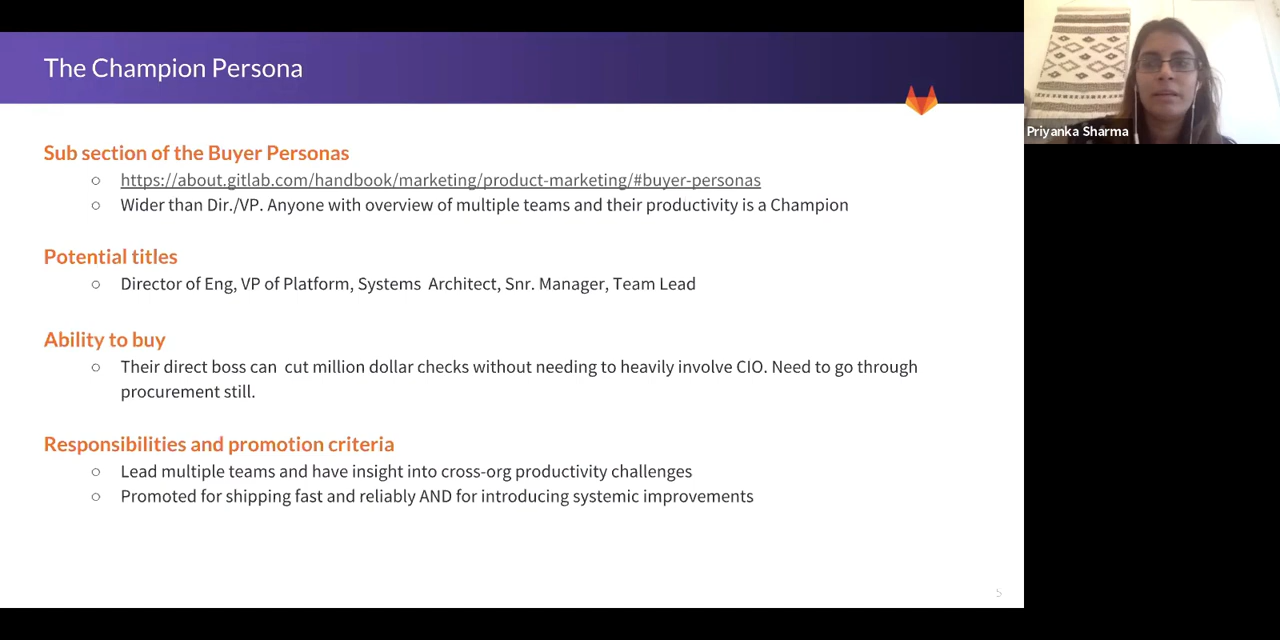 The Champion Persona
Priyanka Sharma
Sub section of the Buyer Personas
○ https://about.gitlab.com/handbook/marketing/product-marketing/#buyer-personas
○ Wider than Dir./VP. Anyone with overview of multiple teams and their productivity is a Champion
Potential titles
○ Director of Eng, VP of Platform, Systems Architect, Snr. Manager, Team Lead
Ability to buy
○ Their direct boss can cut million dollar checks without needing to heavily involve CIO. Need to go through
procurement still.
Responsibilities and promotion criteria
○ Lead multiple teams and have insight into cross-org productivity challenges
○ Promoted for shipping fast and reliably AND for introducing systemic improvements
5